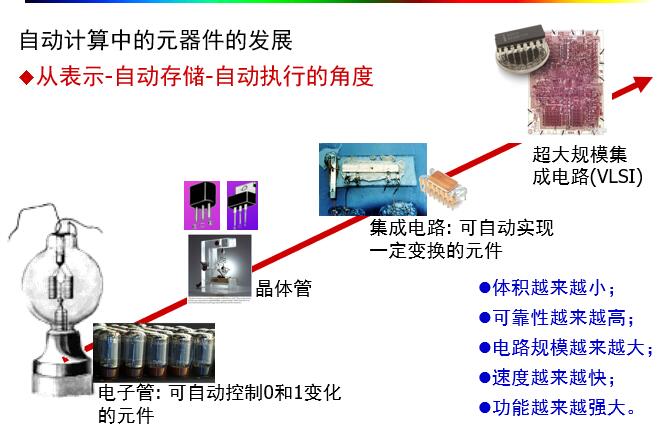 自动计算中的元器件的发展
◆从表示-自动存储-自动执行的角度
超大规模集
成电路(VLSI)
集成电路: 可自动实现
一定变换的元件
晶体管
电子管: 可自动控制0和1变化
的元件
●体积越来越小；
●可靠性越来越高；
●电路规模越来越大；
●速度越来越快；
●功能越来越强大。